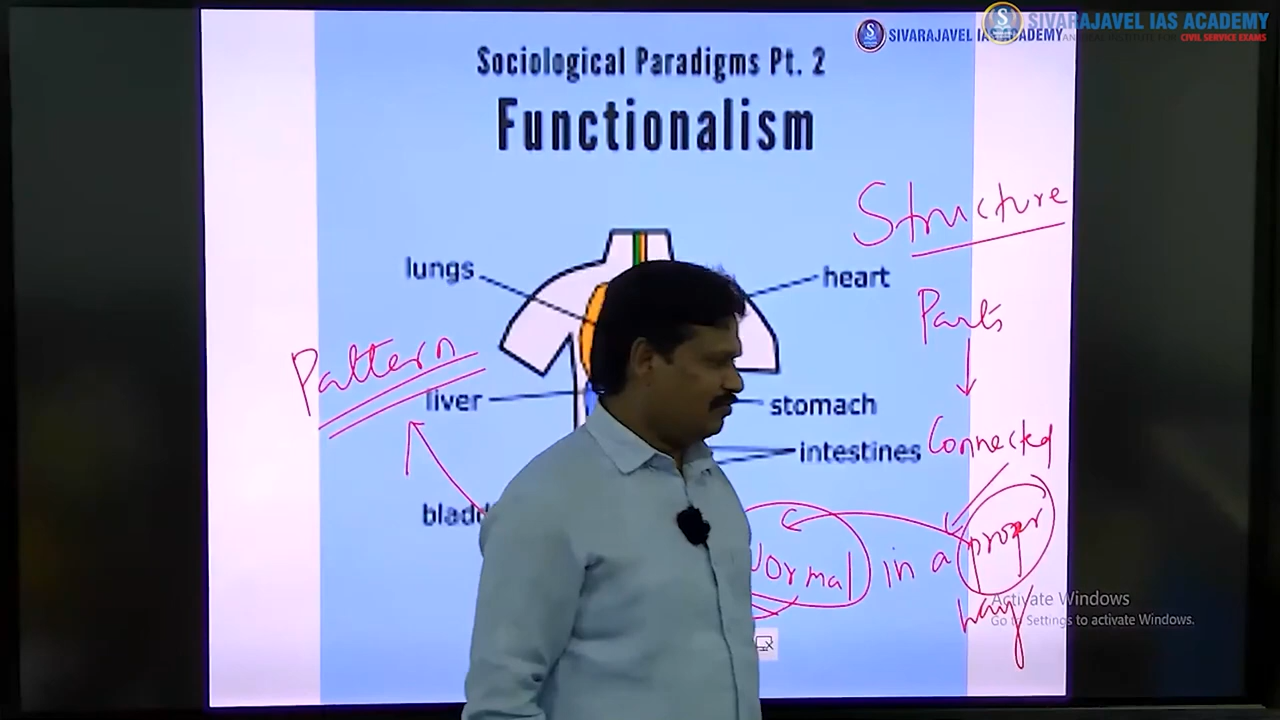 SIVARAJAVEL IAS ACADEMY
SIVARAJAVEL IAS ACADEMY
CIVIL SERVICE EXAMS
Sociological Paradigms Pt. 2
Functionalism
Structure
lungs
heart
Parts
Pattern
liver
stomach
Connected
intestines
bladd
Normal in a proper
way
Activate Windows
Go to Settings to activate Windows.